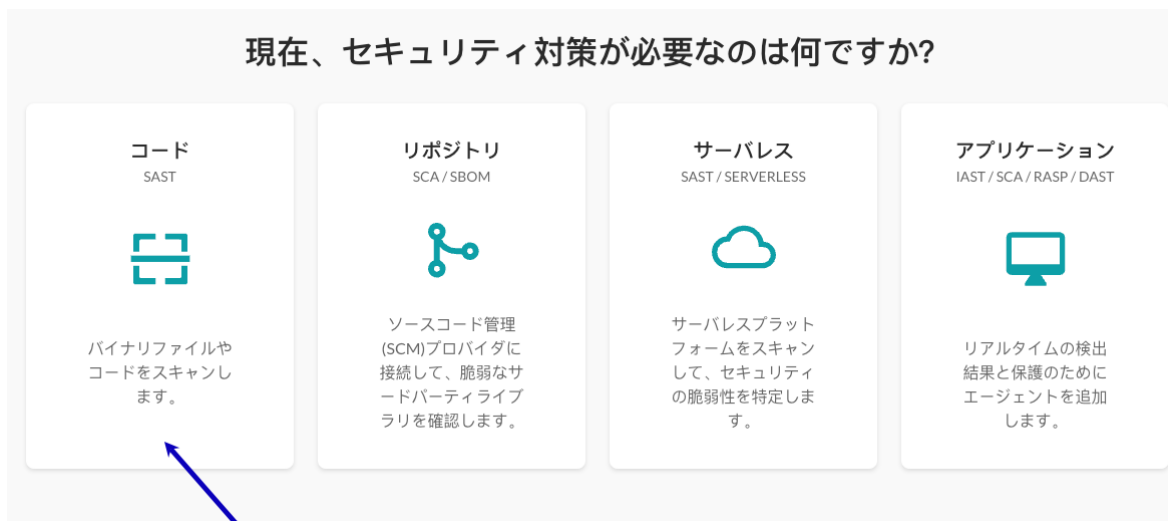 現在、セキュリティ対策が必要なのは何ですか?
コード
SAST
バイナリファイルや
コードをスキャンし
ます。
リポジトリ
SCA / SBOM
ソースコード管理
(SCM)プロバイダに
接続して、脆弱なサ
ードパーティライブ
ラリを確認します。
サーバレス
SAST / SERVERLESS
サーバレスプラット
フォームをスキャン
して、セキュリティ
の脆弱性を特定しま
す。
アプリケーション
IAST / SCA / RASP / DAST
リアルタイムの検出
結果と保護のために
エージェントを追加
します。